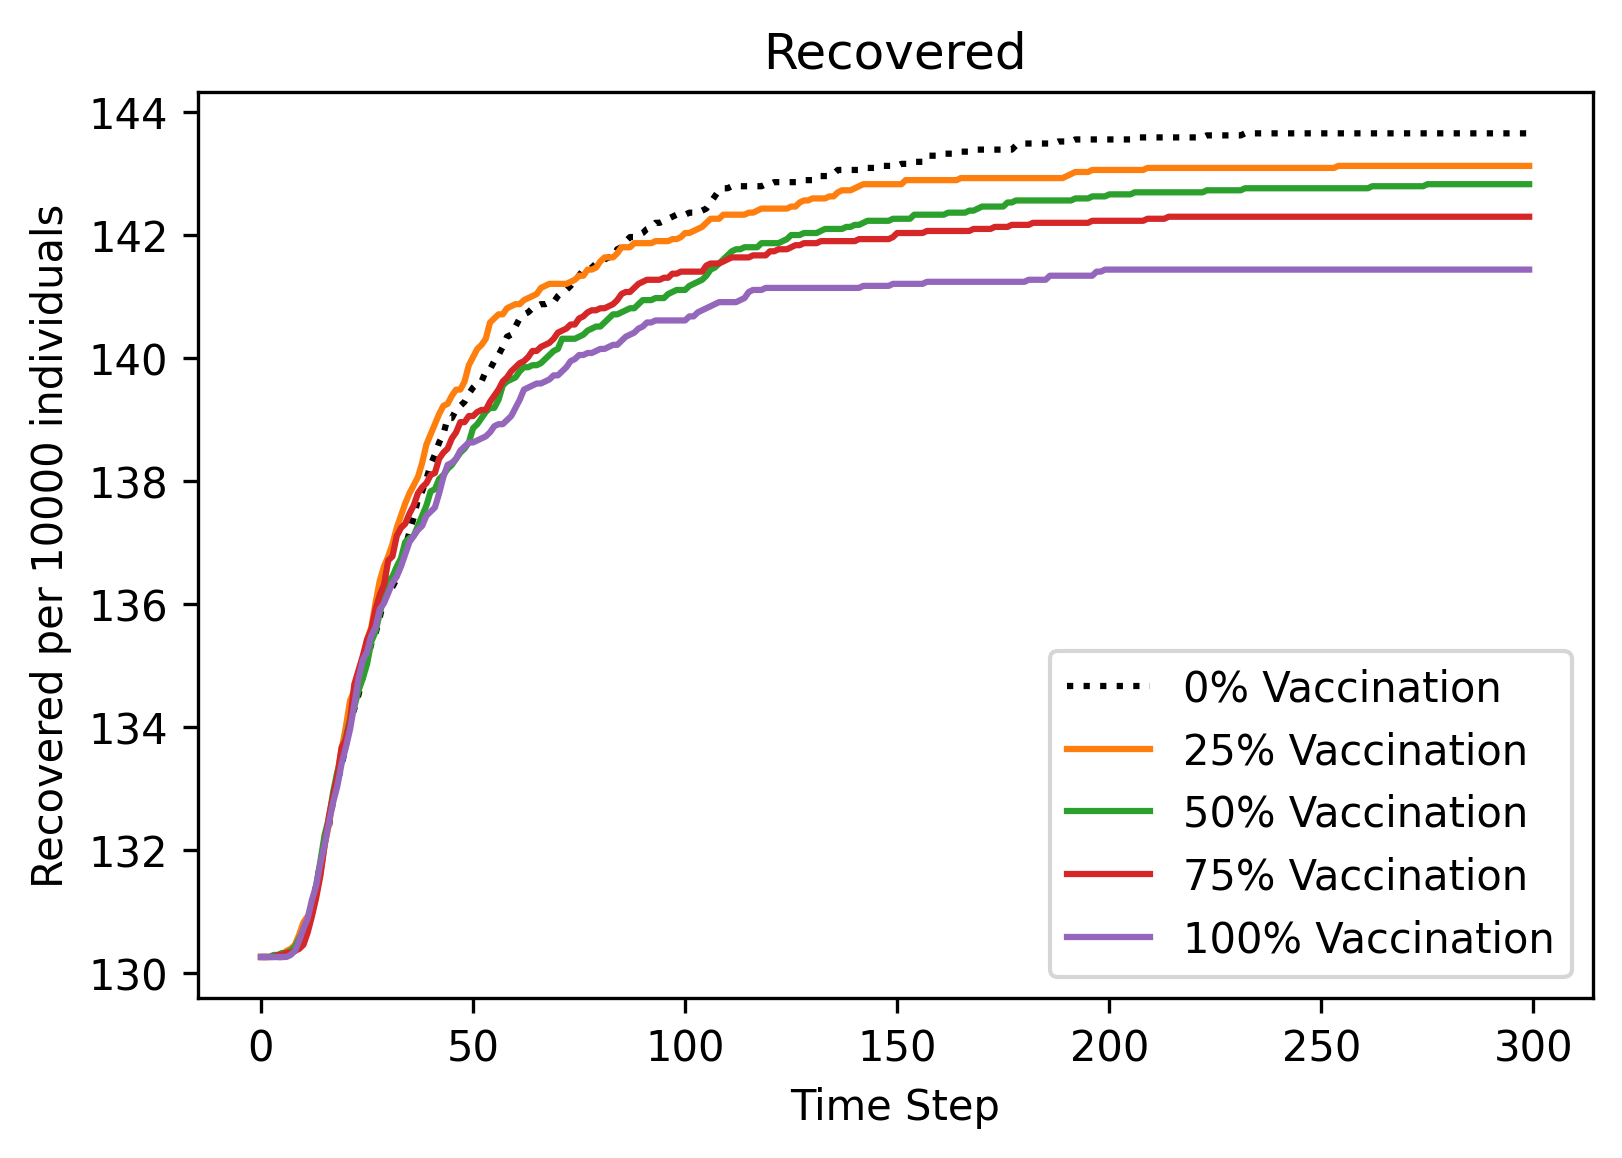 Recovered
Recovered per 10000 individuals
144
142
140
138
136
134
132
130
0% Vaccination
25% Vaccination
50% Vaccination
75% Vaccination
100% Vaccination
0 50 100 150 200 250 300
Time Step